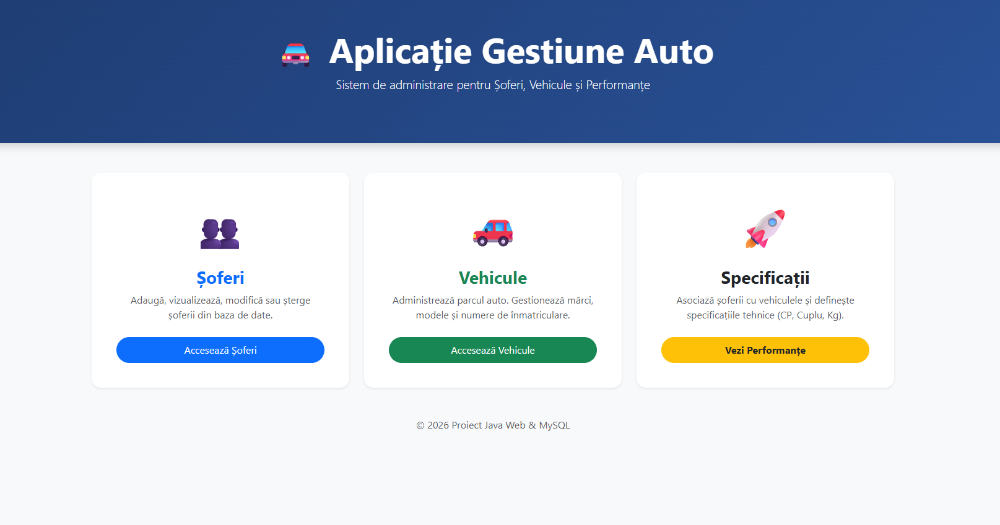 Aplicație Gestiune Auto
Sistem de administrare pentru Șoferi, Vehicule și Performanțe
Șoferi
Adaugă, vizualizează, modifică sau șterge
șoferii din baza de date.
Accesează Șoferi
Vehicule
Administrează parcul auto. Gestionează mărci,
modele și numere de înmatriculare.
Accesează Vehicule
Specificații
Asociază șoferii cu vehiculele și definește
specificațiile tehnice (CP, Cuplu, Kg).
Vezi Performanțe
© 2026 Proiect Java Web & MySQL